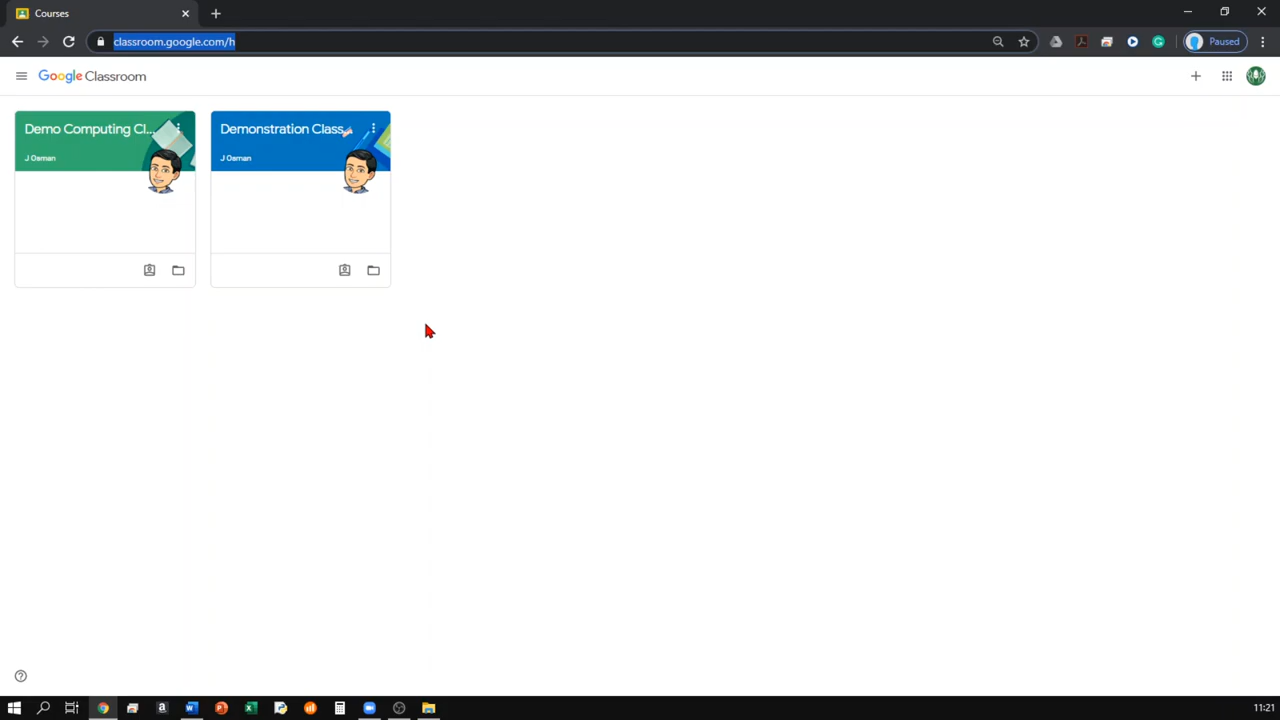 Courses
classroom.google.com/h
Paused
Google Classroom
Demo Computing Cl...
J Osman
Demonstration Class...
J Osman
11:21